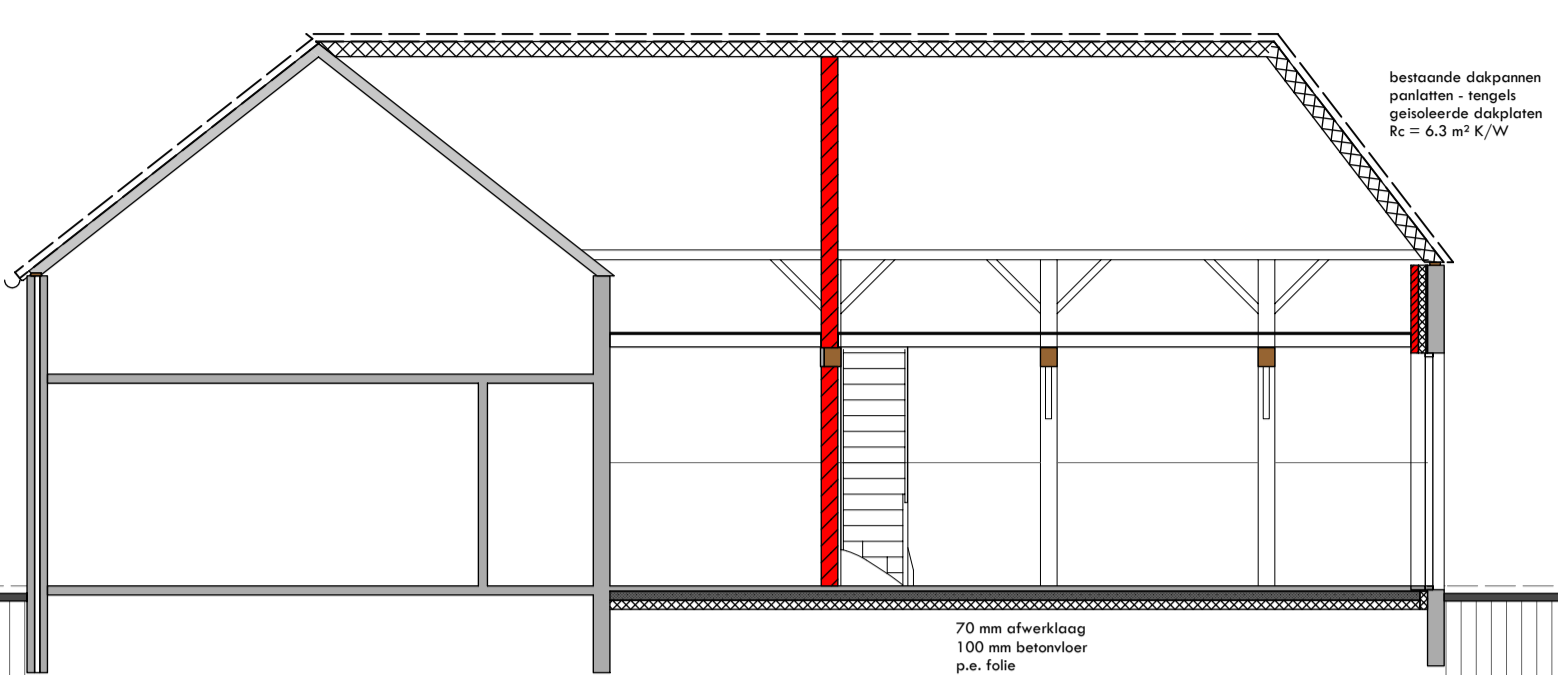 bestaande dakpannen
panlatten - tengels
geisoleerde dakplaten
Rc = 6.3 m² K/W
70 mm afwerklaag
100 mm betonvloer
p.e. folie